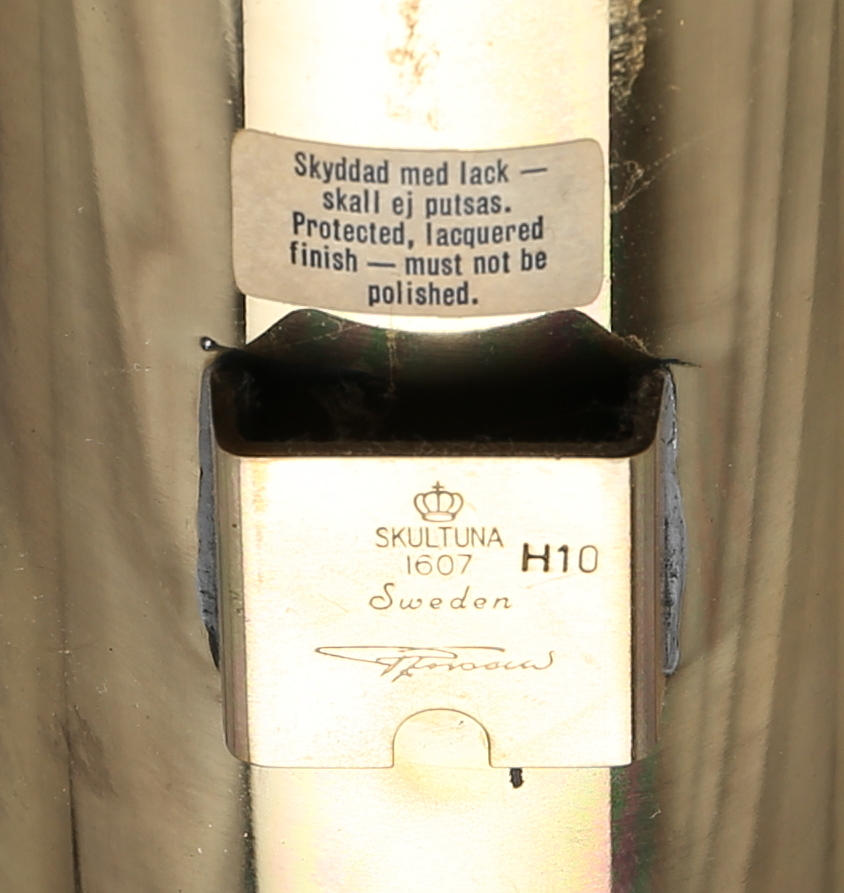 Skyddad med lack —
skall ej putsas.
Protected, lacquered
finish — must not be
polished.
SKULTUNA
1607
H10
Sweden